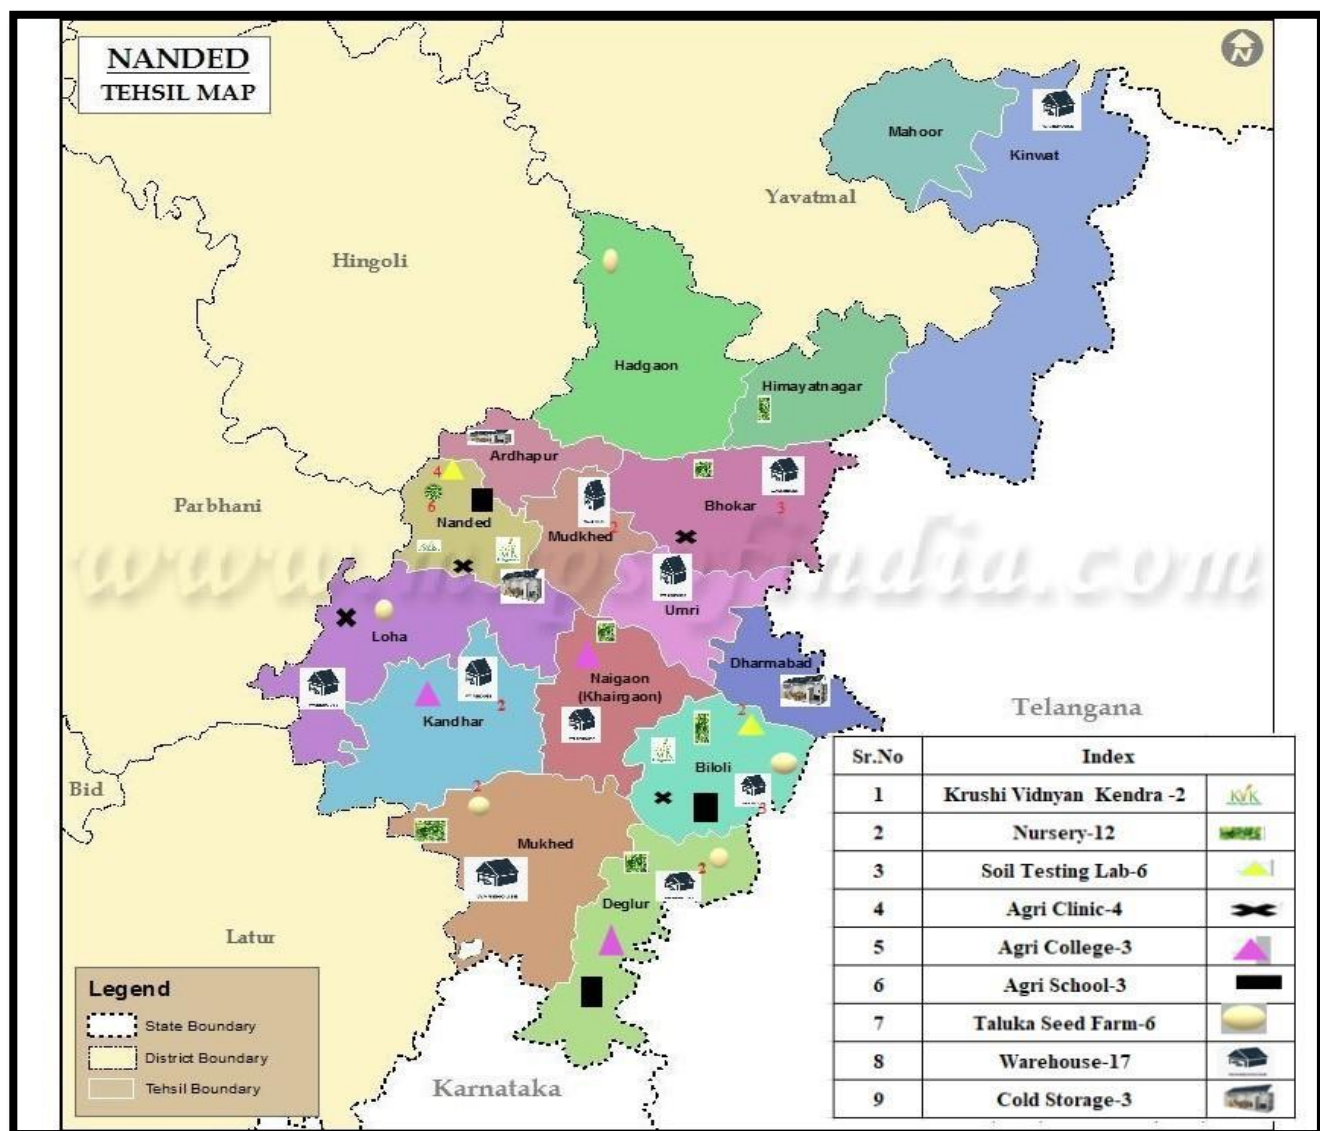 NANDED
TEHSIL MAP
N
Mahoor
Kinwat
Yavatmal
Hingoli
Hadgaon
Himayatnagar
Ardhapur
4
6
Nanded
Parbhani
Mudkhed
2
Bhokar
3
www.mapsofindia.com
KVK
Umri
Loha
Dharmabad
Naigaon
(Khairgaon)
Kandhar
2
Telangana
2
Biloli
3
Bid
2
Mukhed
2
Deglur
Latur
Karnataka
Legend
State Boundary
District Boundary
Tehsil Boundary
Sr.No Index
1 Krushi Vidnyan Kendra -2 KVK
2 Nursery-12
3 Soil Testing Lab-6
4 Agri Clinic-4
5 Agri College-3
6 Agri School-3
7 Taluka Seed Farm-6
8 Warehouse-17
9 Cold Storage-3